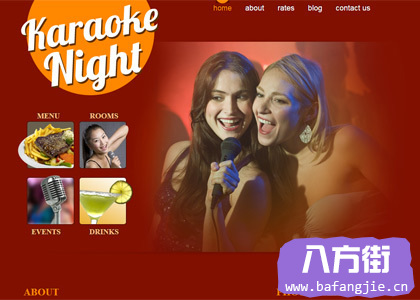 Karaoke
Night
home about rates blog contact us
MENU ROOMS
EVENTS DRINKS
ABOUT
八方街
www.bafangjie.cn